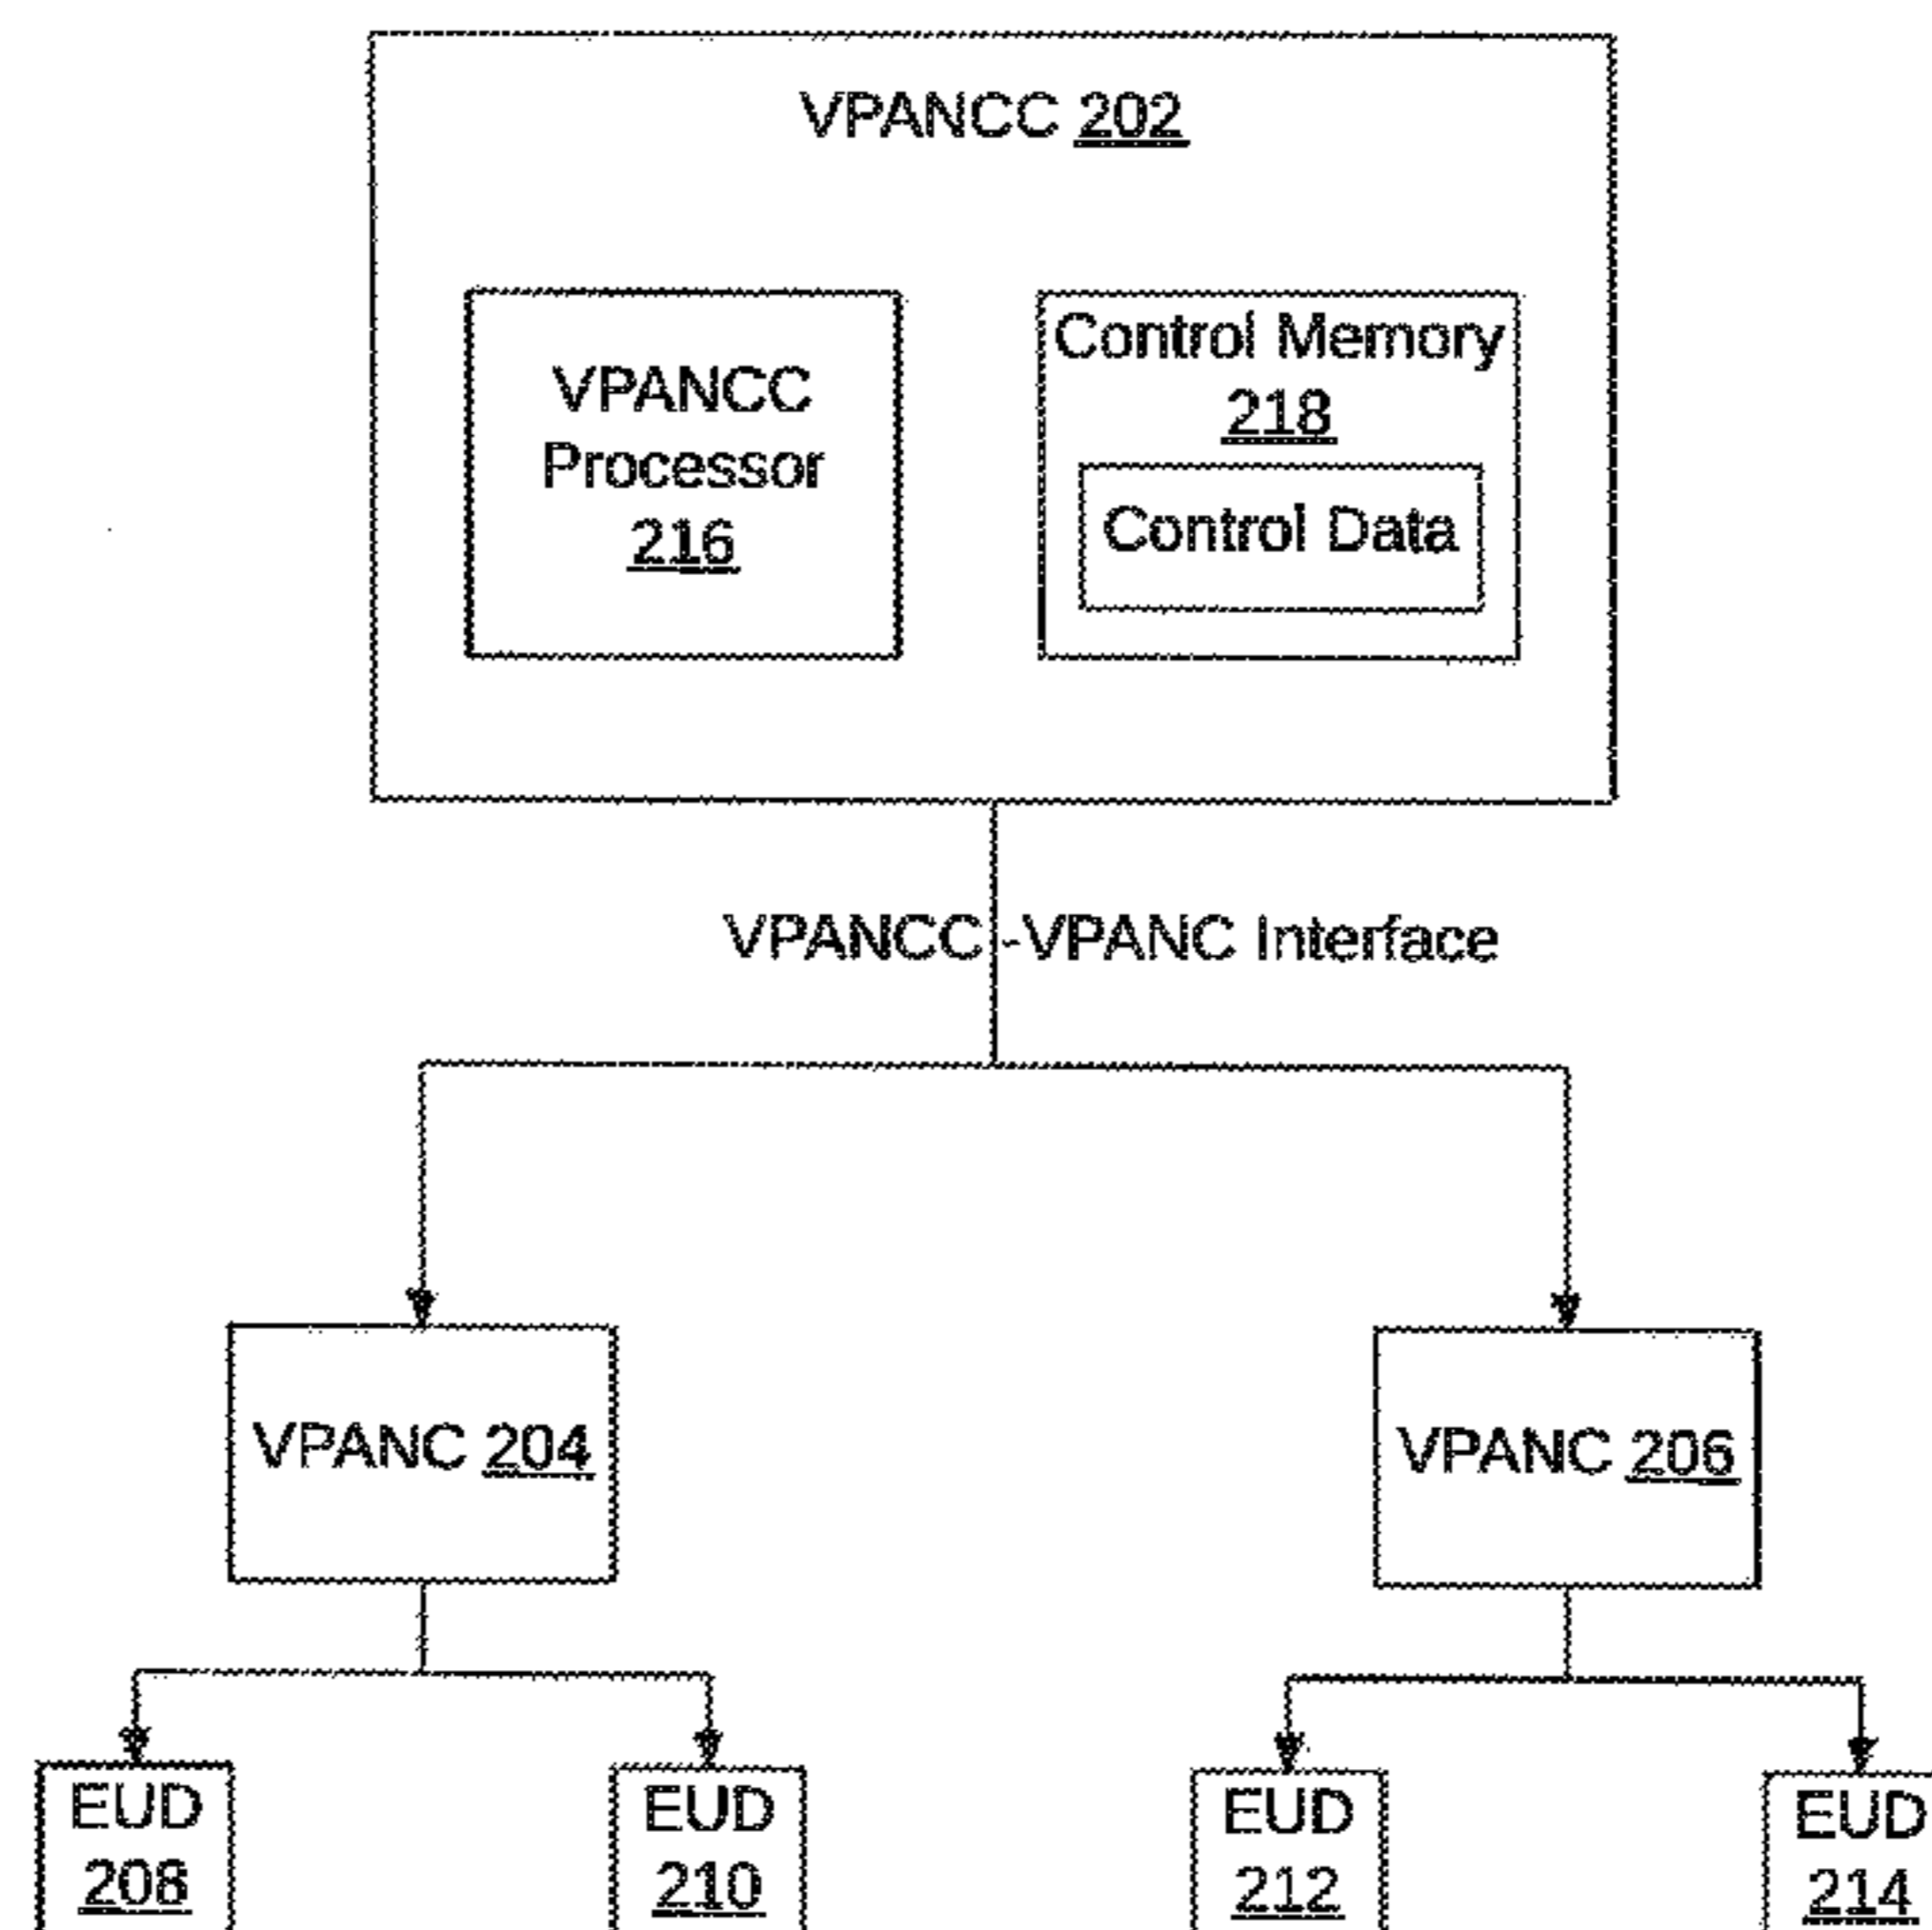 VPANCC 202
VPANCC
Processor
216
Control Memory
218
Control Data
VPANCC -VPANC Interface
VPANC 204
VPANC 206
EUD
208
EUD
210
EUD
212
EUD
214